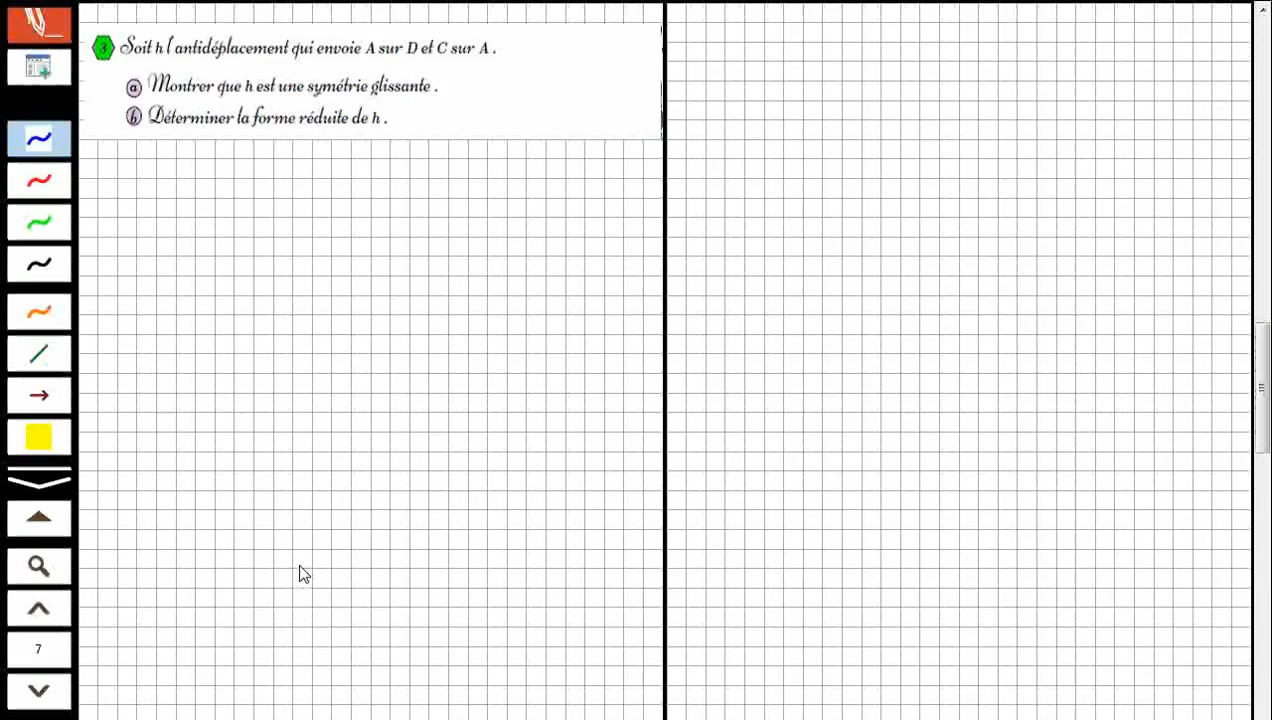 3 Soit h l'antidéplacement qui envoie A sur D et C sur A .
a Montrer que h est une symétrie glissante .
b Déterminer la forme réduite de h .
7